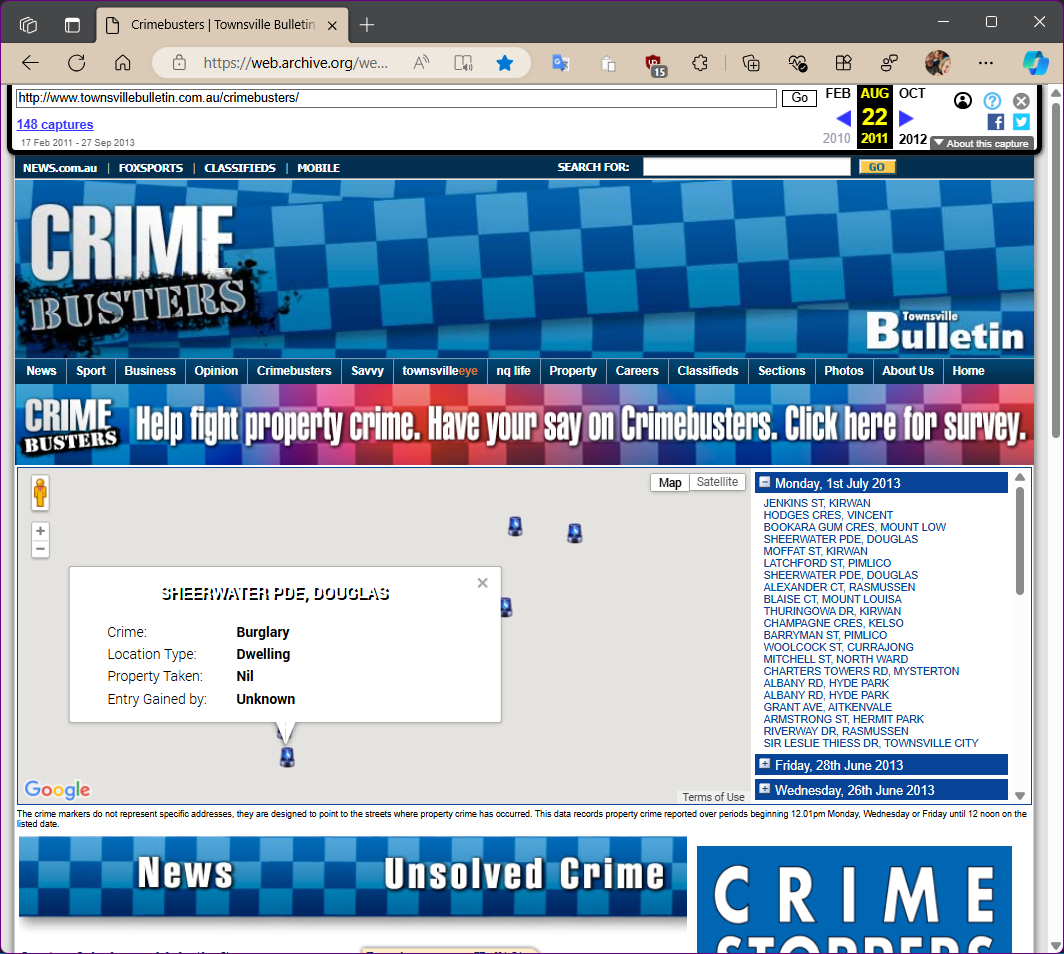 Crimebusters | Townsville Bulletin
https://web.archive.org/we...
15
http://www.townsvillebulletin.com.au/crimebusters/
Go
FEB AUG OCT
148 captures
22
17 Feb 2011 - 27 Sep 2013
2010 2011 2012
About this capture
NEWS.com.au | FOXSPORTS | CLASSIFIEDS | MOBILE
SEARCH FOR:
GO
CRIME
BUSTERS
Townsville
Bulletin
News Sport Business Opinion Crimebusters Savvy townsvilleeye nq life Property Careers Classifieds Sections Photos About Us Home
CRIME
BUSTERS
Help fight property crime. Have your say on Crimebusters. Click here for survey.
Map Satellite
SHEERWATER PDE, DOUGLAS
Crime: Burglary
Location Type: Dwelling
Property Taken: Nil
Entry Gained by: Unknown
Google
Terms of Use
Monday, 1st July 2013
JENKINS ST, KIRWAN
HODGES CRES, VINCENT
BOOKARA GUM CRES, MOUNT LOW
SHEERWATER PDE, DOUGLAS
MOFFAT ST, KIRWAN
LATCHFORD ST, PIMLICO
SHEERWATER PDE, DOUGLAS
ALEXANDER CT, RASMUSSEN
BLAISE CT, MOUNT LOUISA
THURINGOWA DR, KIRWAN
CHAMPAGNE CRES, KELSO
BARRYMAN ST, PIMLICO
WOOLCOCK ST, CURRAJONG
MITCHELL ST, NORTH WARD
CHARTERS TOWERS RD, MYSTERTON
ALBANY RD, HYDE PARK
ALBANY RD, HYDE PARK
GRANT AVE, AITKENVALE
ARMSTRONG ST, HERMIT PARK
RIVERWAY DR, RASMUSSEN
SIR LESLIE THIESS DR, TOWNSVILLE CITY
Friday, 28th June 2013
Wednesday, 26th June 2013
The crime markers do not represent specific addresses, they are designed to point to the streets where property crime has occurred. This data records property crime reported over periods beginning 12.01pm Monday, Wednesday or Friday until 12 noon on the
listed date.
News
Unsolved Crime
CRIME
STOPPERS